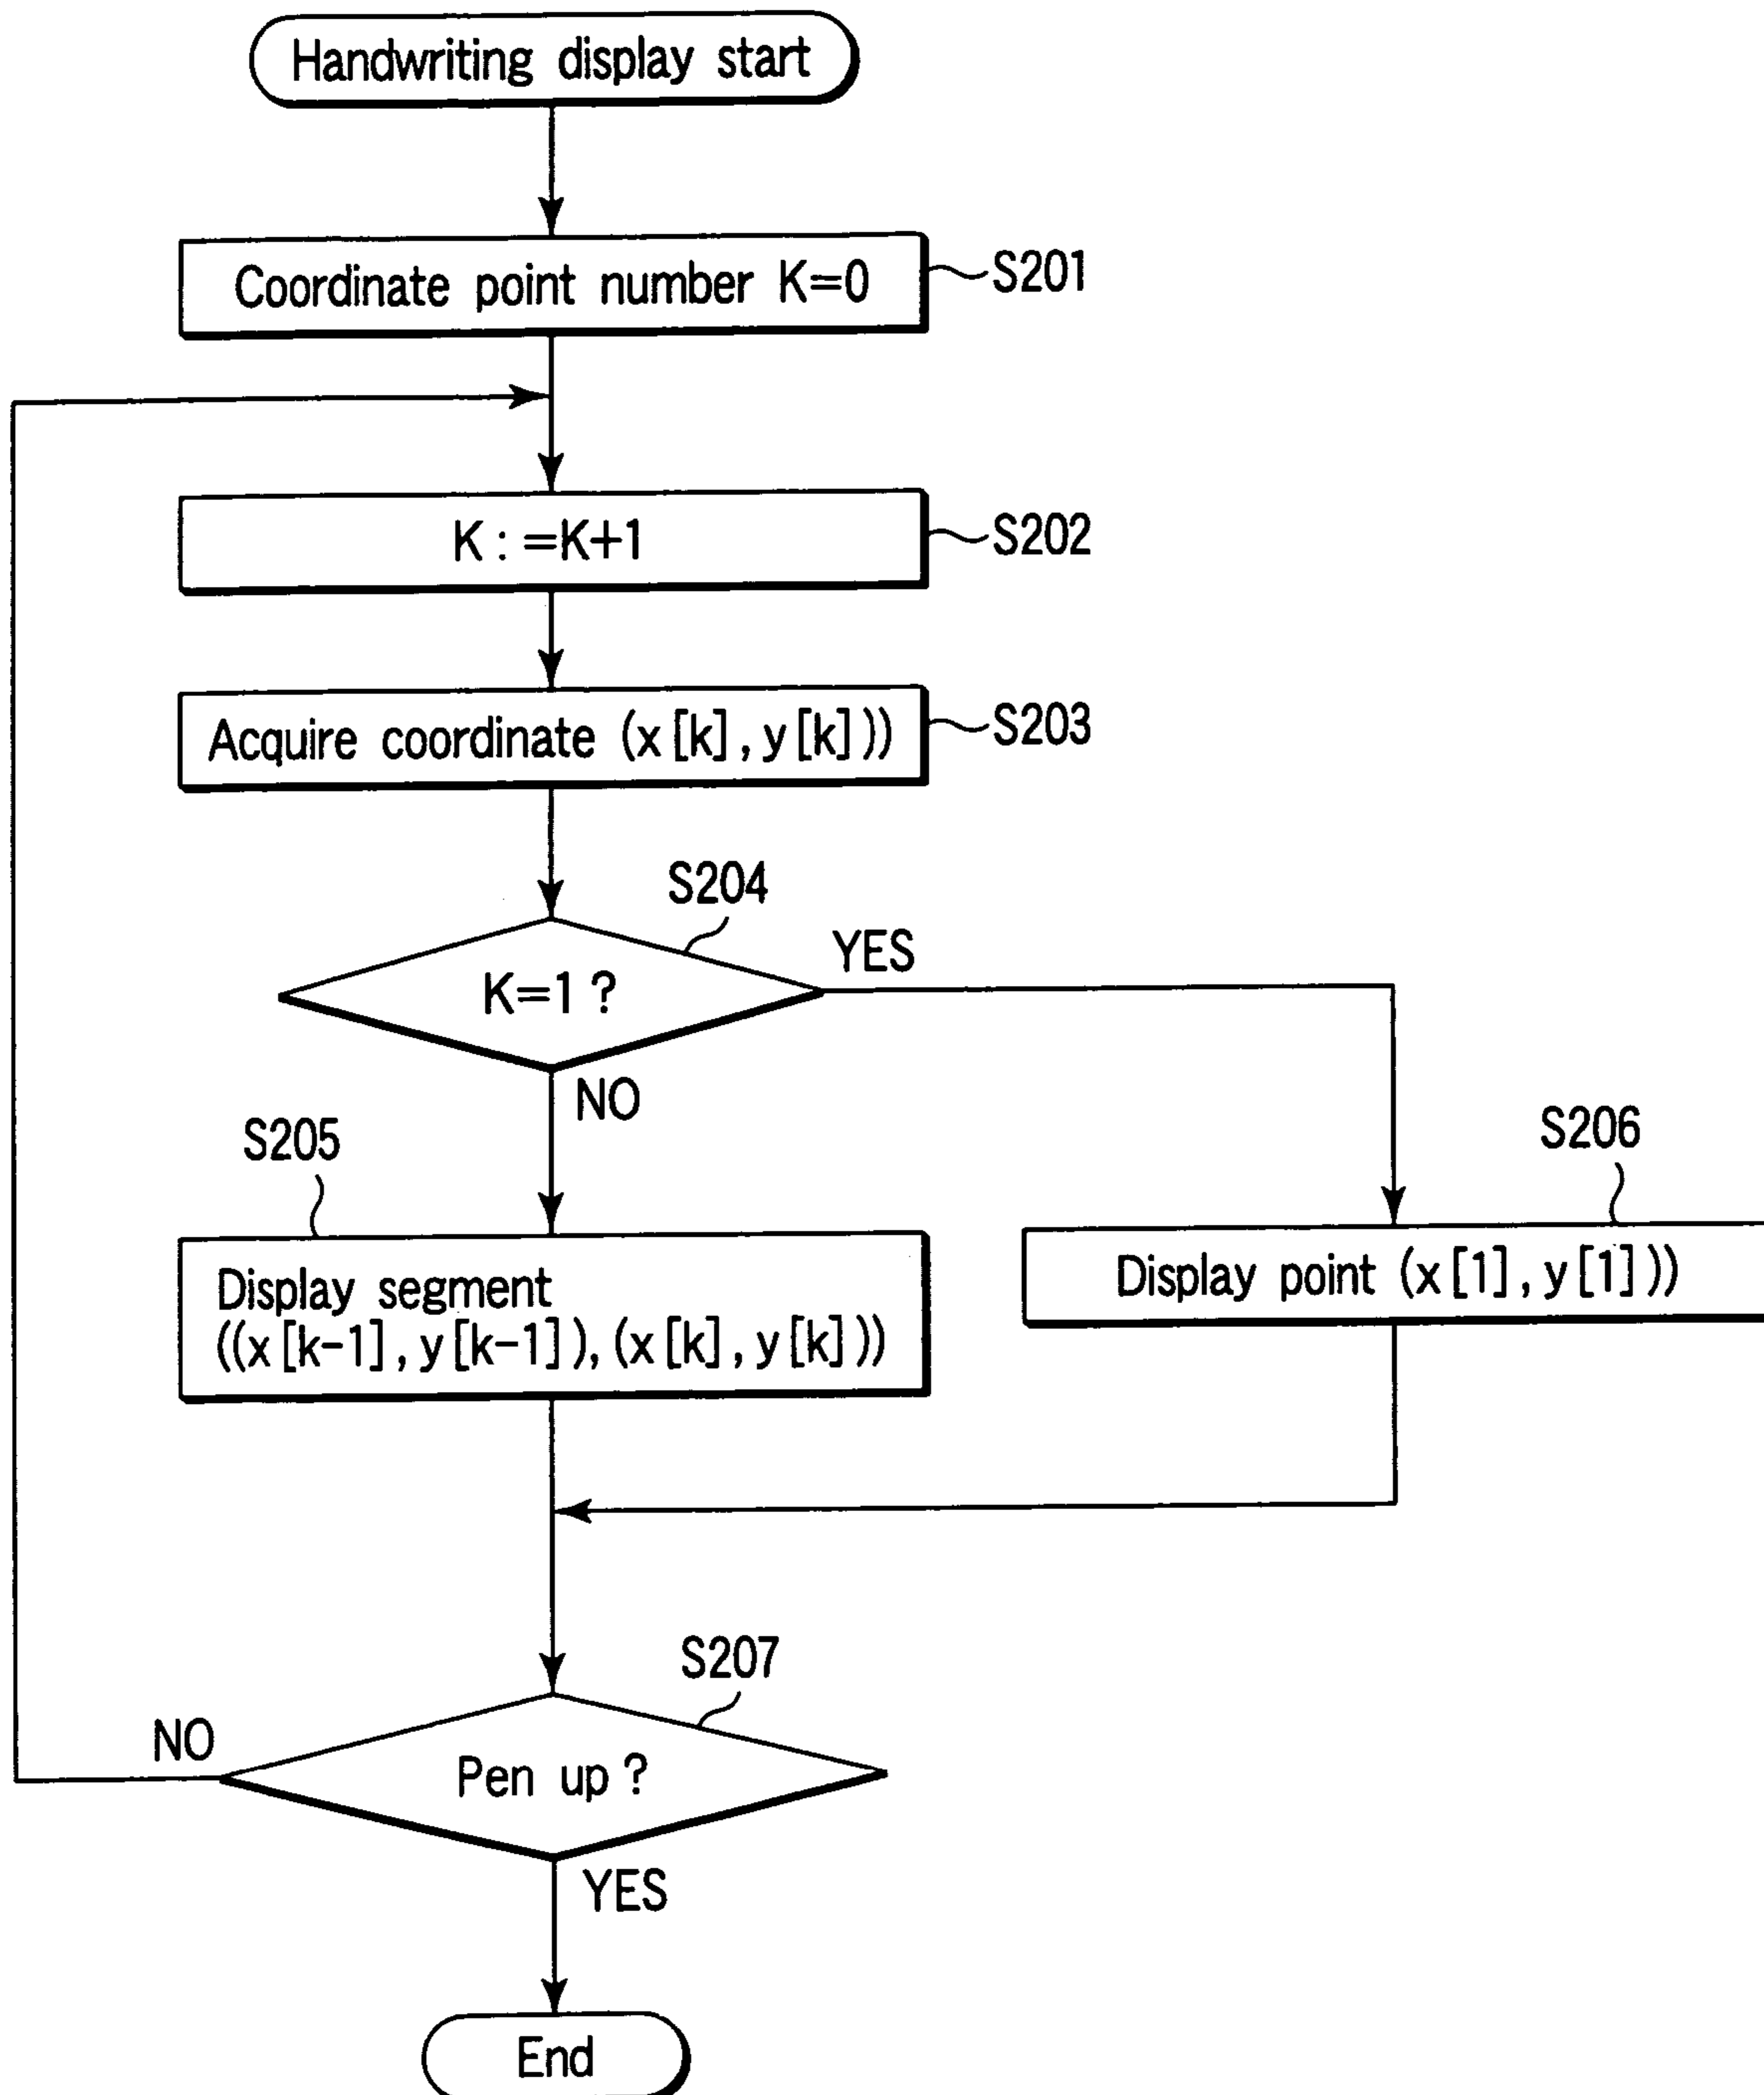 Handwriting display start
Coordinate point number K=0
S201
K:=K+1
S202
Acquire coordinate (x[k],y[k]))
S203
S204
K=1?
YES
NO
S205
S206
Display segment
((x[k-1],y[k-1]),(x[k],y[k]))
Display point (x[1],y[1]))
S207
NO
Pen up?
YES
End